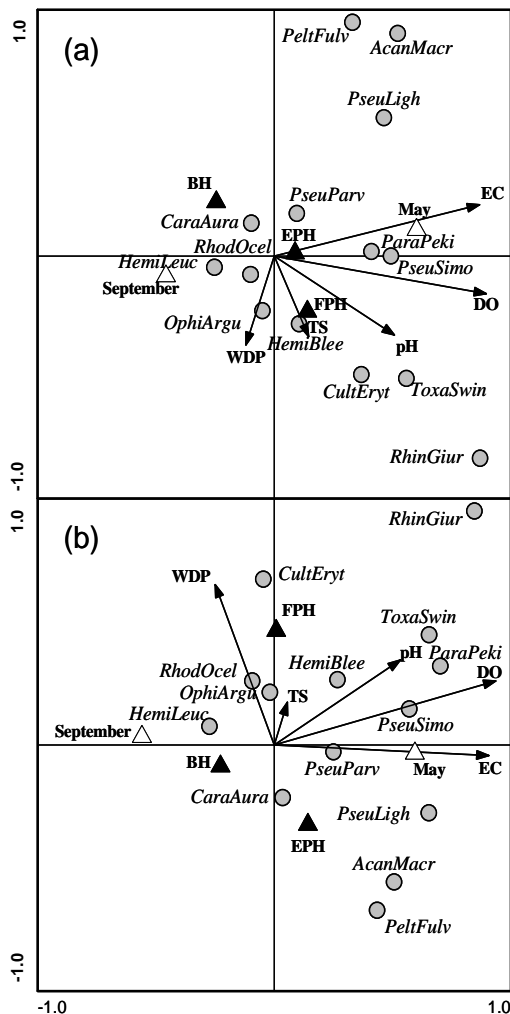 1.0
(a)
PeltFulv
AcanMacr
PseuLigh
BH
PseuParv
EC
CaraAura
May
EPH
RhodOcel
ParaPeki
HemiLeuc
PseuSimo
September
DO
FPH
OphiArgu
TS
HemiBlee
WDP
pH
CultEryt
ToxaSwin
RhinGiur
-1.0
1.0
(b)
RhinGiur
WDP
CultEryt
FPH
ToxaSwin
pH
ParaPeki
HemiBlee
RhodOcel
DO
OphiArgu
TS
HemiLeuc
PseuSimo
September
BH
PseuParv
May
EC
CaraAura
PseuLigh
EPH
AcanMacr
PeltFulv
-1.0
-1.0
1.0